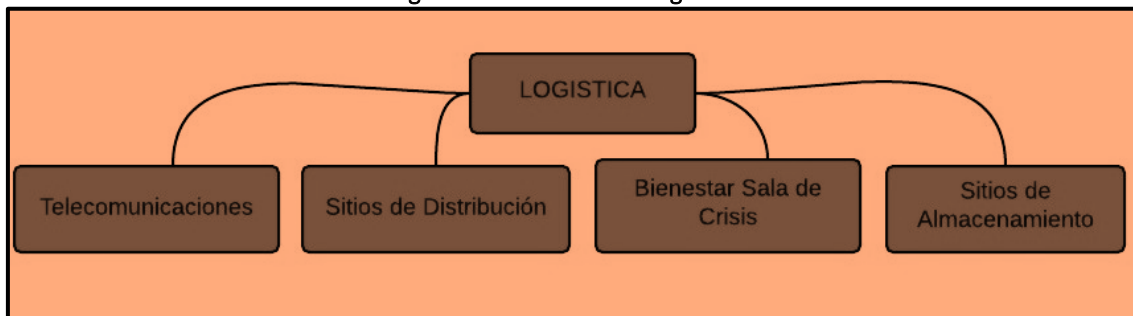 LOGISTICA
Telecomunicaciones
Sitios de Distribución
Bienestar Sala de
Crisis
Sitios de
Almacenamiento